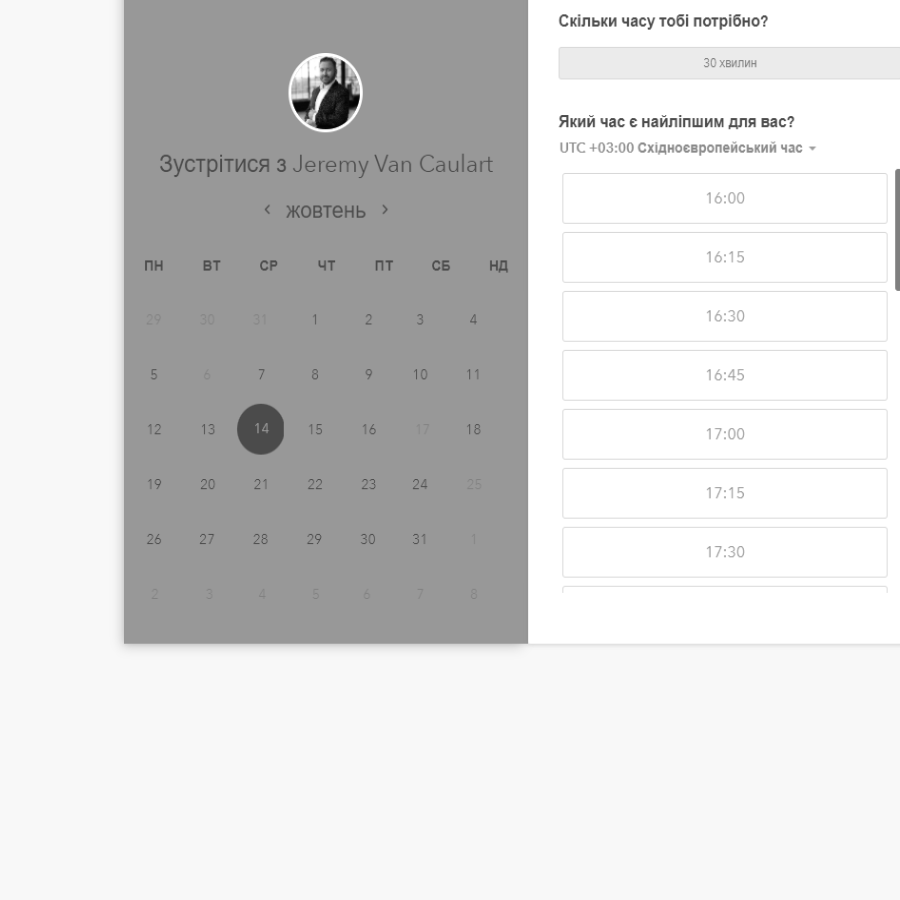 Зустрітися з Jeremy Van Caulart
жовтень
ПН ВТ СР ЧТ ПТ СБ НД
29 30 31 1 2 3 4
5 6 7 8 9 10 11
12 13 14 15 16 17 18
19 20 21 22 23 24 25
26 27 28 29 30 31 1
2 3 4 5 6 7 8
Скільки часу тобі потрібно?
30 хвилин
Який час є найліпшим для вас?
UTC +03:00 Східноєвропейський час
16:00
16:15
16:30
16:45
17:00
17:15
17:30